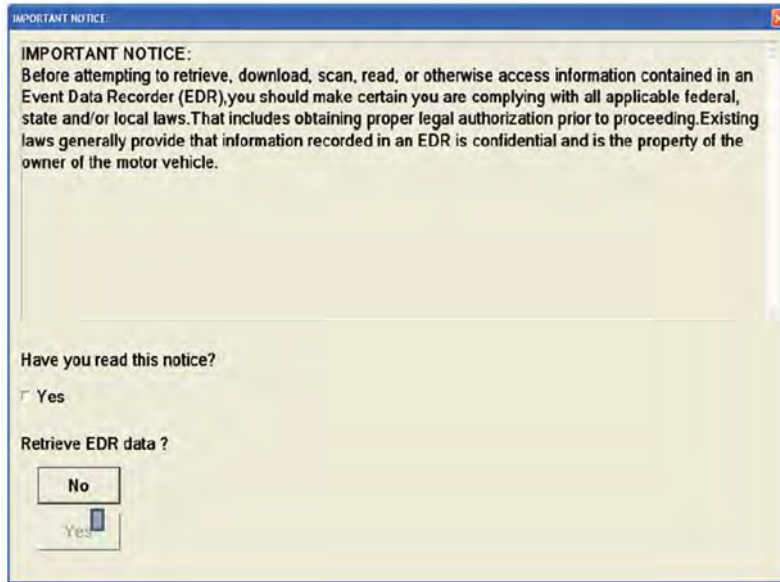 IMPORTANT NOTICE:
IMPORTANT NOTICE:
Before attempting to retrieve, download, scan, read, or otherwise access information contained in an
Event Data Recorder (EDR),you should make certain you are complying with all applicable federal,
state and/or local laws.That includes obtaining proper legal authorization prior to proceeding.Existing
laws generally provide that information recorded in an EDR is confidential and is the property of the
owner of the motor vehicle.
Have you read this notice?
Yes
Retrieve EDR data ?
No
Yes